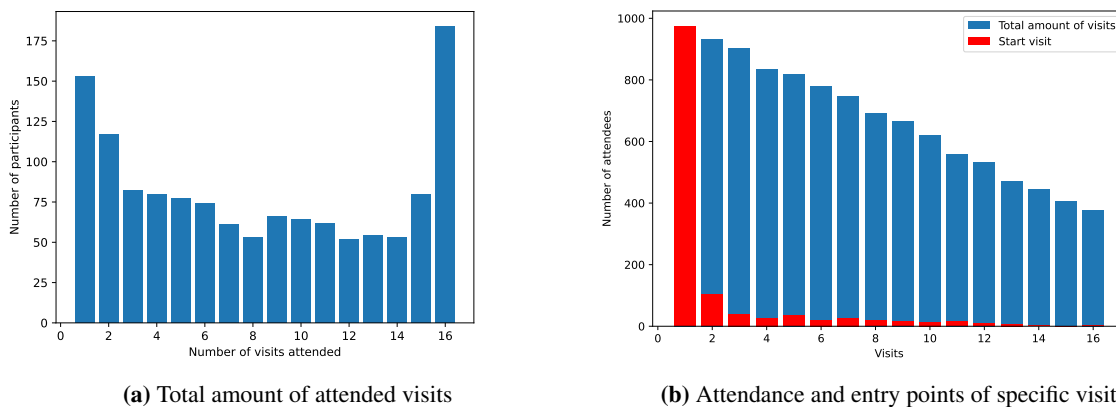 175
150
125
100
75
50
25
0
Number of participants
0 2 4 6 8 10 12 14 16
Number of visits attended
(a) Total amount of attended visits
1000
800
600
400
200
0
Number of attendees
Total amount of visits
Start visit
2 4 6 8 10 12 14 16
0
Visits
(b) Attendance and entry points of specific visit